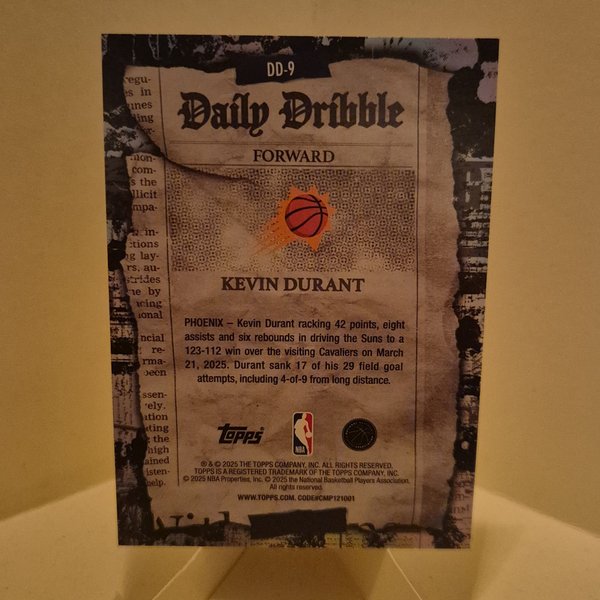 DD-9
Daily Dribble
FORWARD
KEVIN DURANT
PHOENIX – Kevin Durant racking 42 points, eight
assists and six rebounds in driving the Suns to a
123-112 win over the visiting Cavaliers on March
21, 2025. Durant sank 17 of his 29 field goal
attempts, including 4-of-9 from long distance.
topps
NBA
® & © 2025 THE TOPPS COMPANY, INC. ALL RIGHTS RESERVED.
TOPPS IS A REGISTERED TRADEMARK OF THE TOPPS COMPANY, INC.
© 2025 NBA Properties, Inc. © 2025 the National Basketball Players Association.
All rights reserved.
WWW.TOPPS.COM. CODE#CMP121001